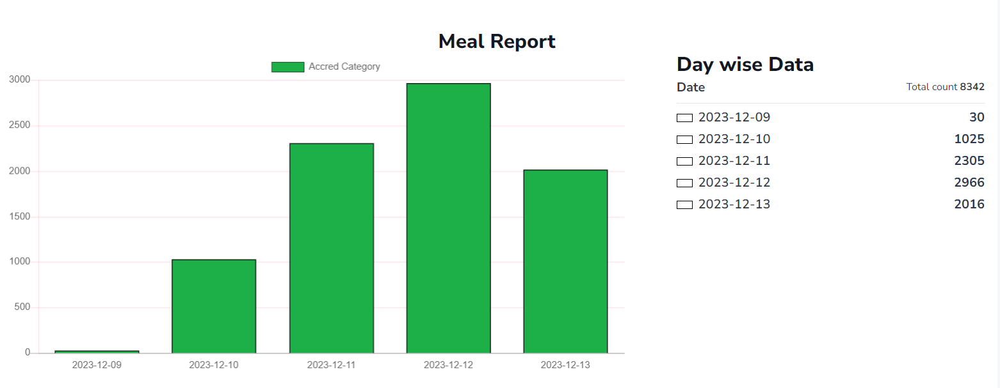 Meal Report
Accred Category
3000
2500
2000
1500
1000
500
0
2023-12-09 2023-12-10 2023-12-11 2023-12-12 2023-12-13
Day wise Data
Date Total count 8342
2023-12-09 30
2023-12-10 1025
2023-12-11 2305
2023-12-12 2966
2023-12-13 2016